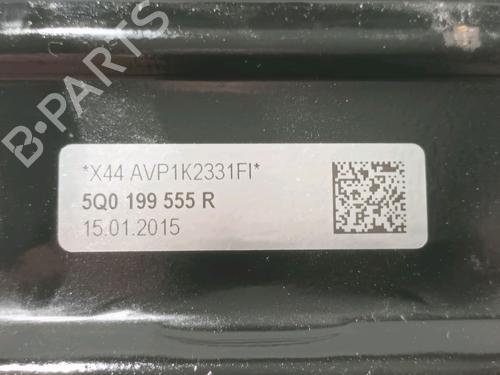 B-PARTS
*X44 AVP1K2331FI*
5Q0 199 555 R
15.01.2015